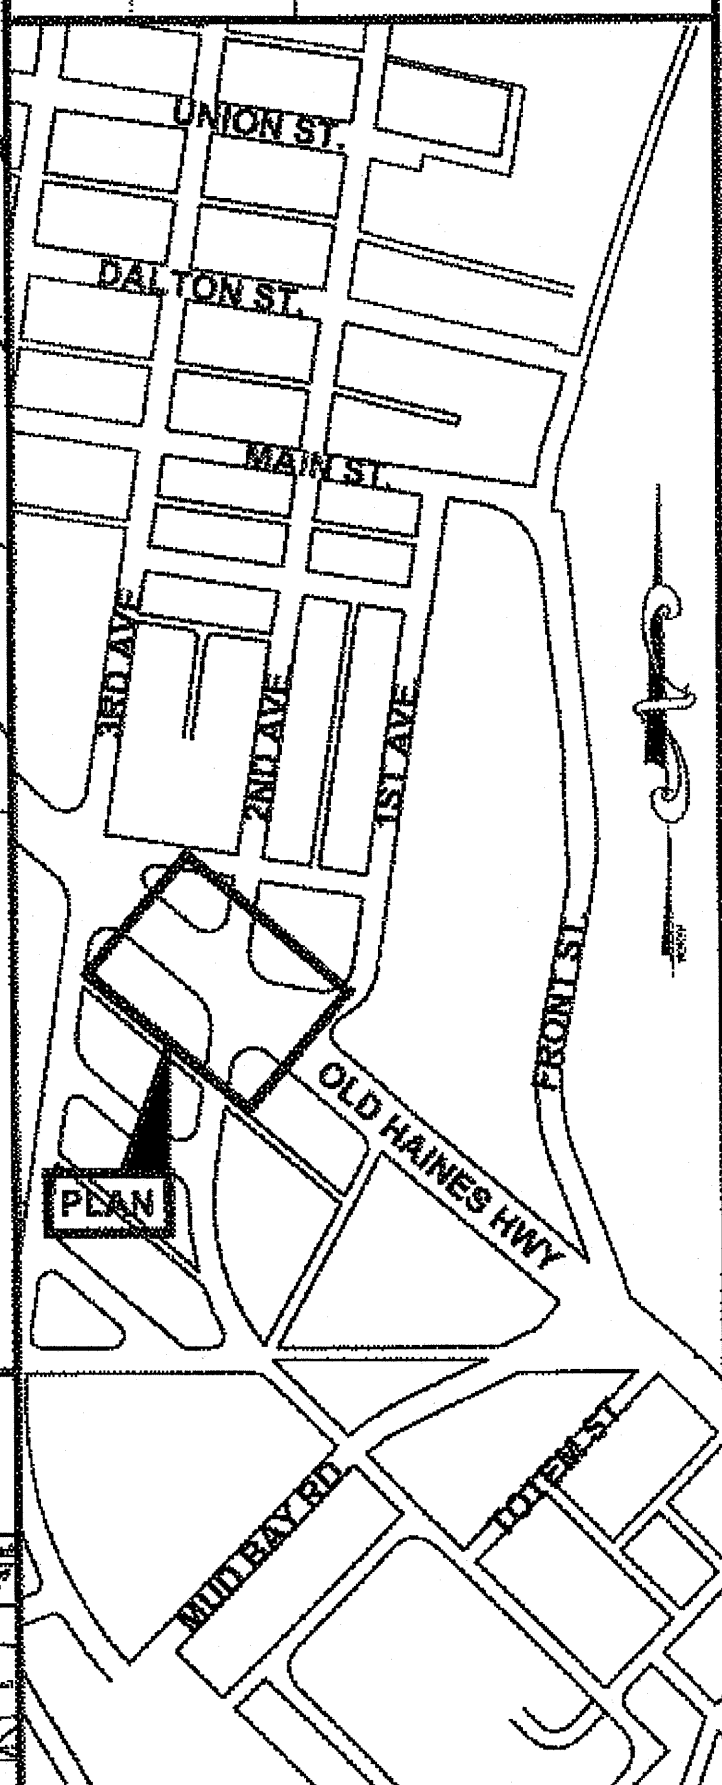 UNION ST.
DALTON ST.
MAIN ST.
3RD AVE
2ND AVE
1ST AVE
FRONT ST.
OLD HAINES HWY
PLAN
TOTEM ST.
MUD BAY RD